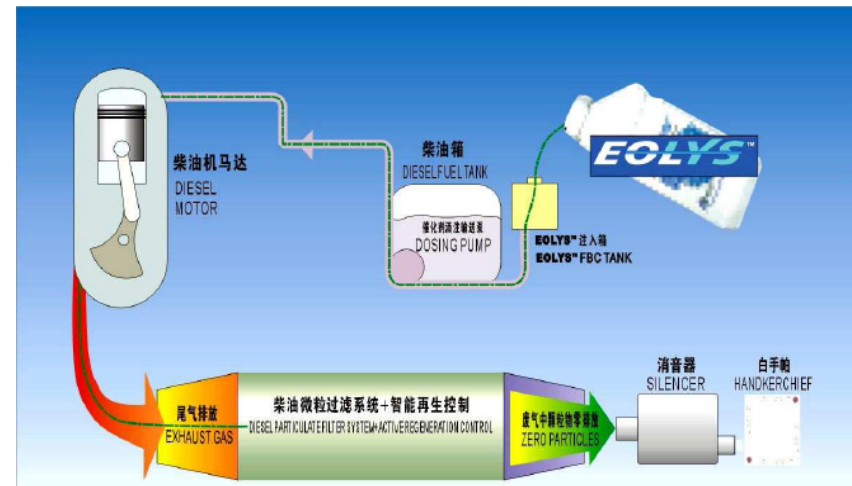 柴油机马达
DIESEL
MOTOR
柴油箱
DIESEL FUEL TANK
催化剂添注输送泵
DOSING PUMP
EOLYS™
EOLYS™ 注入箱
EOLYS™ FBC TANK
尾气排放
EXHAUST GAS
柴油微粒过滤系统+智能再生控制
DIESEL PARTICULATE FILTER SYSTEM+ACTIVE REGENERATION CONTROL
废气中颗粒物零排放
ZERO PARTICLES
消音器
SILENCER
白手帕
HANDKERCHIEF